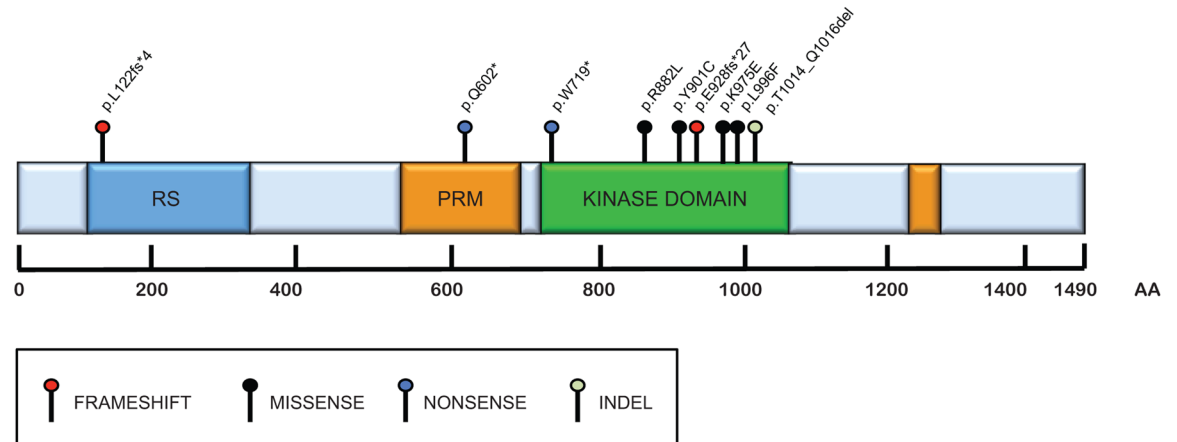 p.L122fs*4
p.Q602*
p.W719*
p.R882L
p.Y901C
p.E928fs*27
p.K975E
p.L996F
p.T1014_Q1016del
RS
PRM
KINASE DOMAIN
0 200 400 600 800 1000 1200 1400 1490 AA
FRAMESHIFT MISSENSE NONSENSE INDEL